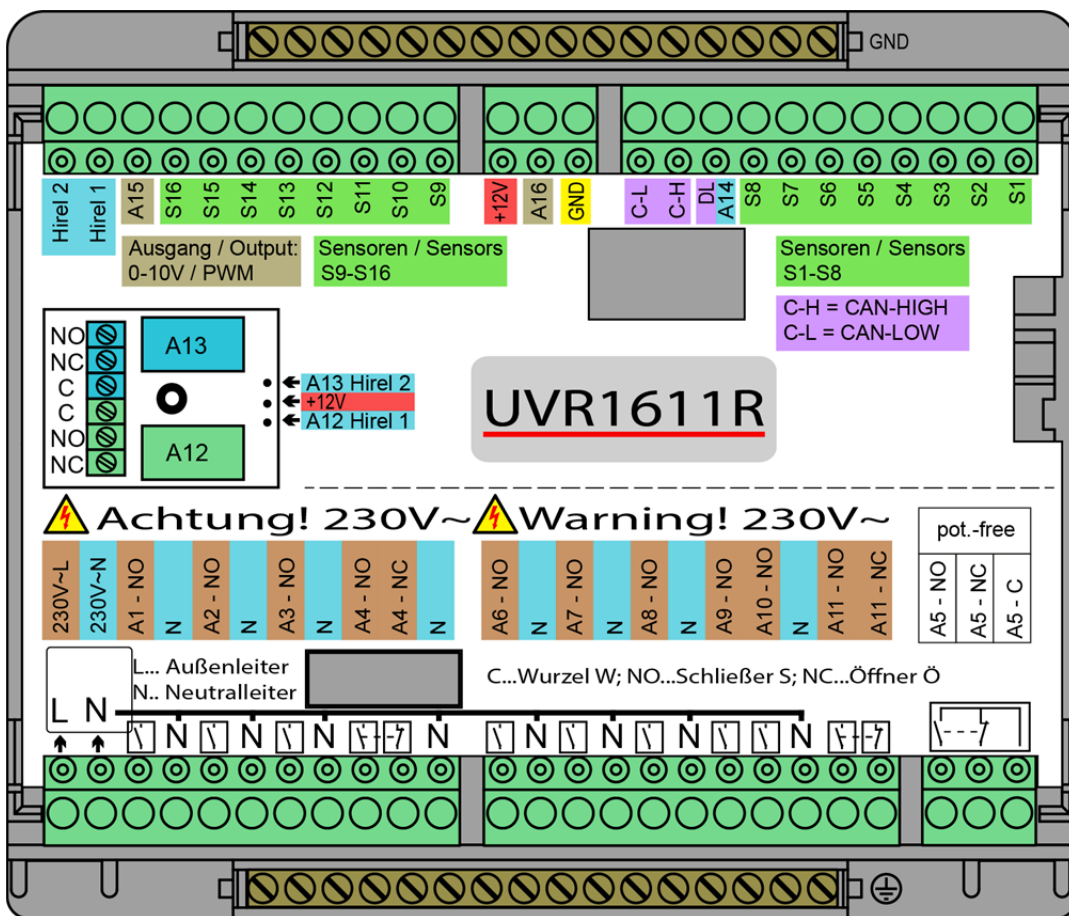 GND
Hirel 2
Hirel 1
A15
S16
S15
S14
S13
S12
S11
S10
S9
+12V
A16
GND
C-L
C-H
DL
A14
S8
S7
S6
S5
S4
S3
S2
S1
Ausgang / Output:
0-10V / PWM
Sensoren / Sensors
S9-S16
Sensoren / Sensors
S1-S8
C-H = CAN-HIGH
C-L = CAN-LOW
NO
NC
C
C
NO
NC
A13
A12
A13 Hirel 2
+12V
A12 Hirel 1
UVR1611R
Achtung! 230V~
Warning! 230V~
230V~L
230V~N
A1 - NO
N
A2 - NO
N
A3 - NO
N
A4 - NO
A4 - NC
N
A6 - NO
N
A7 - NO
N
A8 - NO
N
A9 - NO
A10 - NO
N
A11 - NO
A11 - NC
pot.-free
A5 - NO
A5 - NC
A5 - C
L... Außenleiter
N.. Neutralleiter
C...Wurzel W; NO...Schließer S; NC...Öffner Ö
L N N N N N N N N N